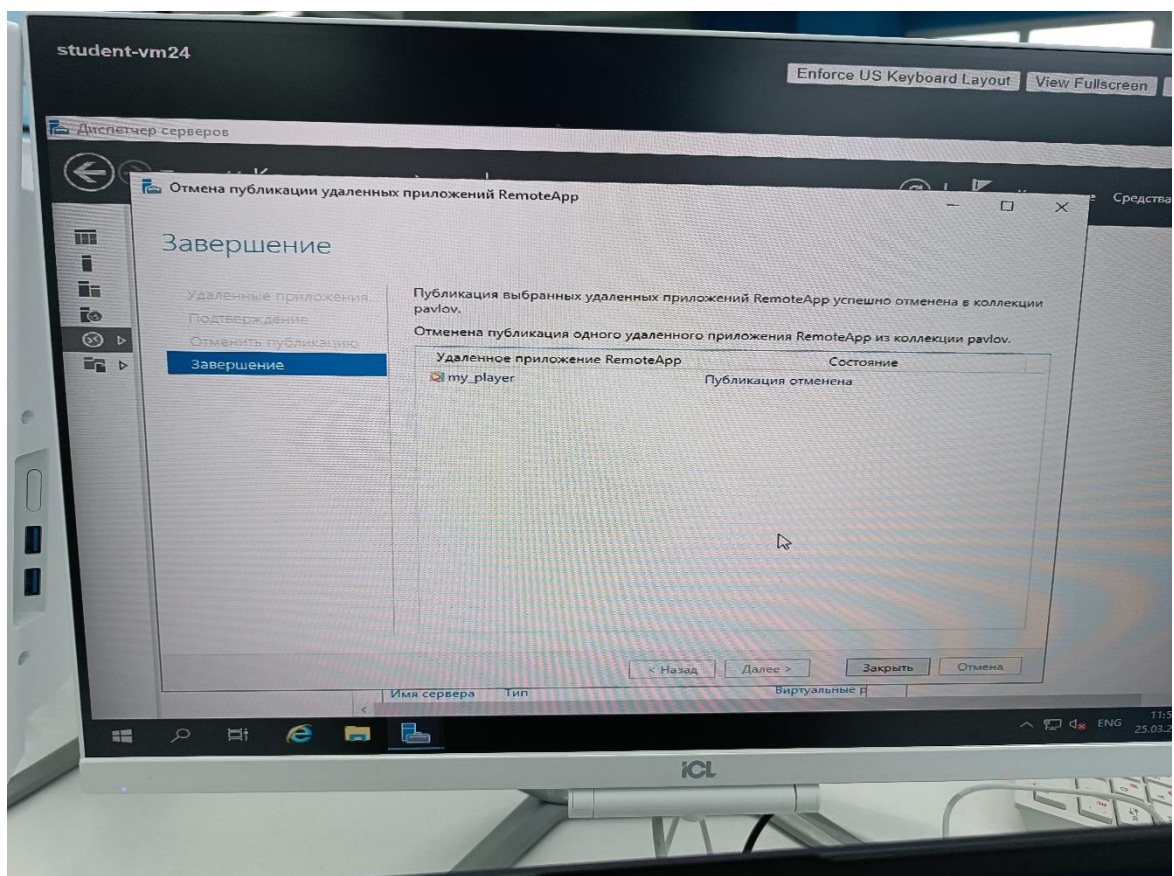 student-vm24
Enforce US Keyboard Layout
View Fullscreen
Диспетчер серверов
Средства
Отмена публикации удаленных приложений RemoteApp
Завершение
Удаленные приложения
Подтверждение
Отменить публикацию
Завершение
Публикация выбранных удаленных приложений RemoteApp успешно отменена в коллекции
pavlov.
Отменена публикация одного удаленного приложения RemoteApp из коллекции pavlov.
Удаленное приложение RemoteApp
Состояние
my_player
Публикация отменена
< Назад
Далее >
Закрыть
Отмена
Имя сервера
Тип
Виртуальные р
ENG
11:5
25.03.2
iCL